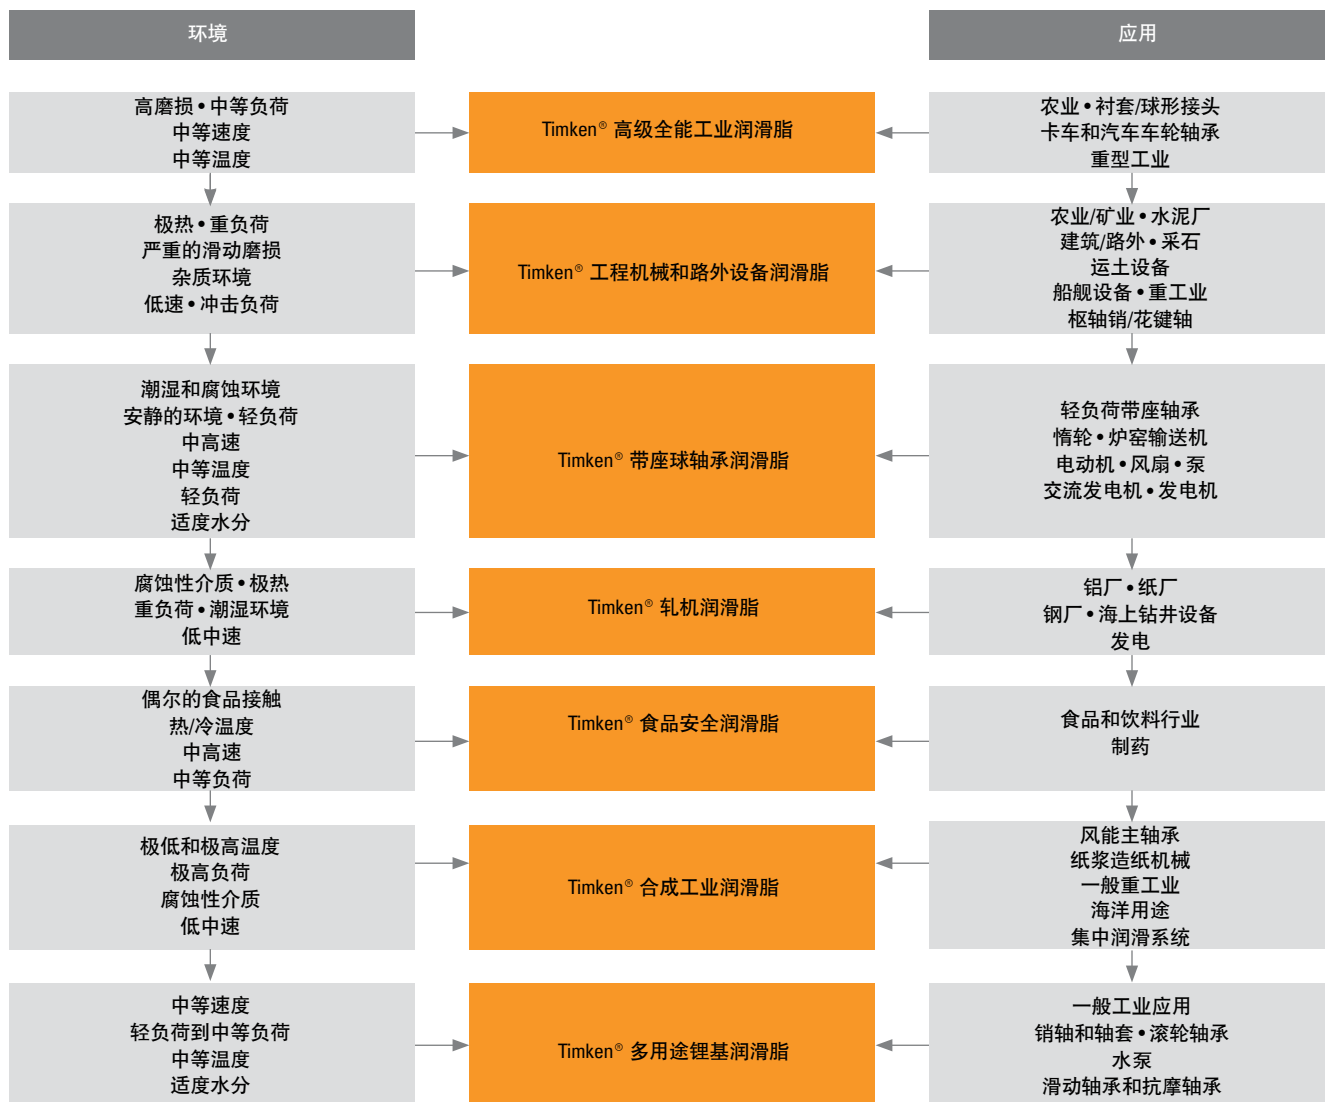 环境
应用
高磨损•中等负荷
中等速度
中等温度
Timken® 高级全能工业润滑脂
农业•衬套/球形接头
卡车和汽车车轮轴承
重型工业
极热•重负荷
严重的滑动磨损
杂质环境
低速•冲击负荷
Timken® 工程机械和路外设备润滑脂
农业/矿业•水泥厂
建筑/路外•采石
运土设备
船舰设备•重工业
枢轴销/花键轴
潮湿和腐蚀环境
安静的环境•轻负荷
中高速
中等温度
轻负荷
适度水分
Timken® 带座球轴承润滑脂
轻负荷带座轴承
惰轮•炉窑输送机
电动机•风扇•泵
交流发电机•发电机
腐蚀性介质•极热
重负荷•潮湿环境
低中速
Timken® 轧机润滑脂
铝厂•纸厂
钢厂•海上钻井设备
发电
偶尔的食品接触
热/冷温度
中高速
中等负荷
Timken® 食品安全润滑脂
食品和饮料行业
制药
极低和极高温度
极高负荷
腐蚀性介质
低中速
Timken® 合成工业润滑脂
风能主轴承
纸浆造纸机械
一般重工业
海洋用途
集中润滑系统
中等速度
轻负荷到中等负荷
中等温度
适度水分
Timken® 多用途锂基润滑脂
一般工业应用
销轴和轴套•滚轮轴承
水泵
滑动轴承和抗摩轴承